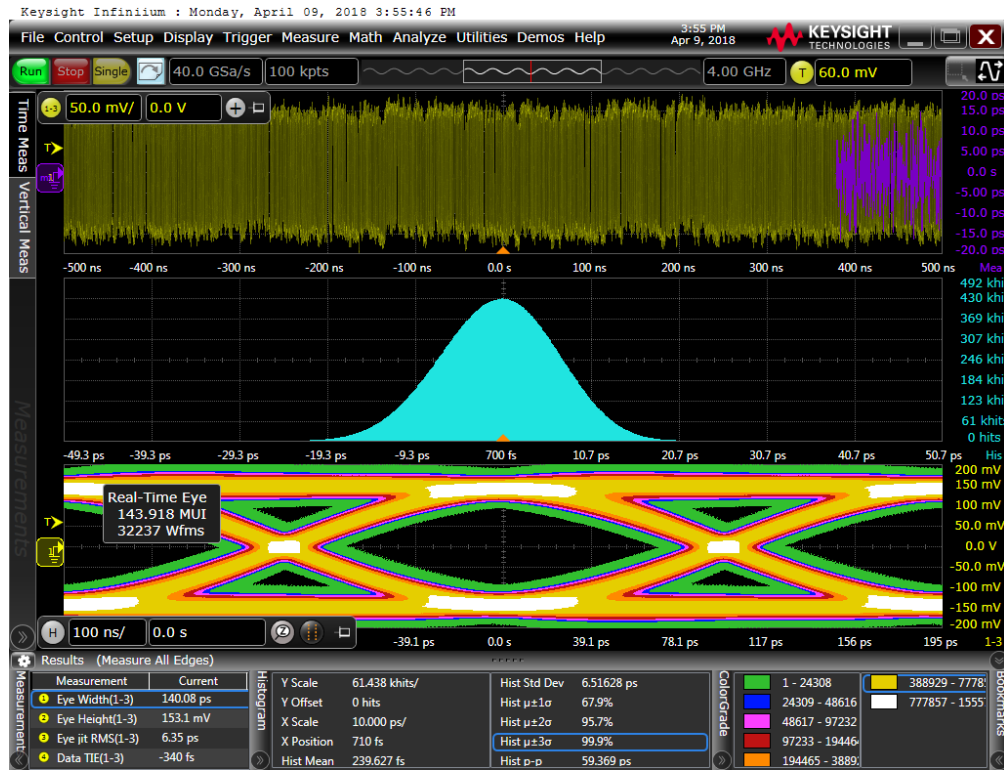 Keysight Infiniium : Monday, April 09, 2018 3:55:46 PM
File Control Setup Display Trigger Measure Math Analyze Utilities Demos Help
3:55 PM
Apr 9, 2018
KEYSIGHT
TECHNOLOGIES
Run Stop Single 40.0 GSa/s 100 kpts 4.00 GHz T 60.0 mV
Time Meas
Vertical Meas
Measurements
1-3 50.0 mV/ 0.0 V
T
20.0 ps
15.0 ps
10.0 ps
5.00 ps
0.0 s
-5.00 ps
-10.0 ps
-15.0 ps
-20.0 ps
-500 ns -400 ns -300 ns -200 ns -100 ns 0.0 s 100 ns 200 ns 300 ns 400 ns 500 ns Mea
492 khi
430 khi
369 khi
307 khi
246 khi
184 khi
123 khi
61 khit
0 hits
-49.3 ps -39.3 ps -29.3 ps -19.3 ps -9.3 ps 700 fs 10.7 ps 20.7 ps 30.7 ps 40.7 ps 50.7 ps His
Real-Time Eye
143.918 MUI
32237 Wfms
T
200 mV
150 mV
100 mV
50.0 mV
0.0 V
-50.0 mV
-100 mV
-150 mV
-200 mV
H 100 ns/ 0.0 s Z
-39.1 ps 0.0 s 39.1 ps 78.1 ps 117 ps 156 ps 195 ps 1-3
Results (Measure All Edges)
Measurement
Measurement Current
1 Eye Width(1-3) 140.08 ps
2 Eye Height(1-3) 153.1 mV
3 Eye jit RMS(1-3) 6.35 ps
4 Data TIE(1-3) -340 fs
Histogram
Y Scale 61.438 khits/
Y Offset 0 hits
X Scale 10.000 ps/
X Position 710 fs
Hist Mean 239.627 fs
Hist Std Dev 6.51628 ps
Hist µ±1σ 67.9%
Hist µ±2σ 95.7%
Hist µ±3σ 99.9%
Hist p-p 59.369 ps
ColorGrade
1 - 24308
24309 - 48616
48617 - 97232
97233 - 19446
194465 - 3889
388929 - 7778
777857 - 1555
Bookmarks